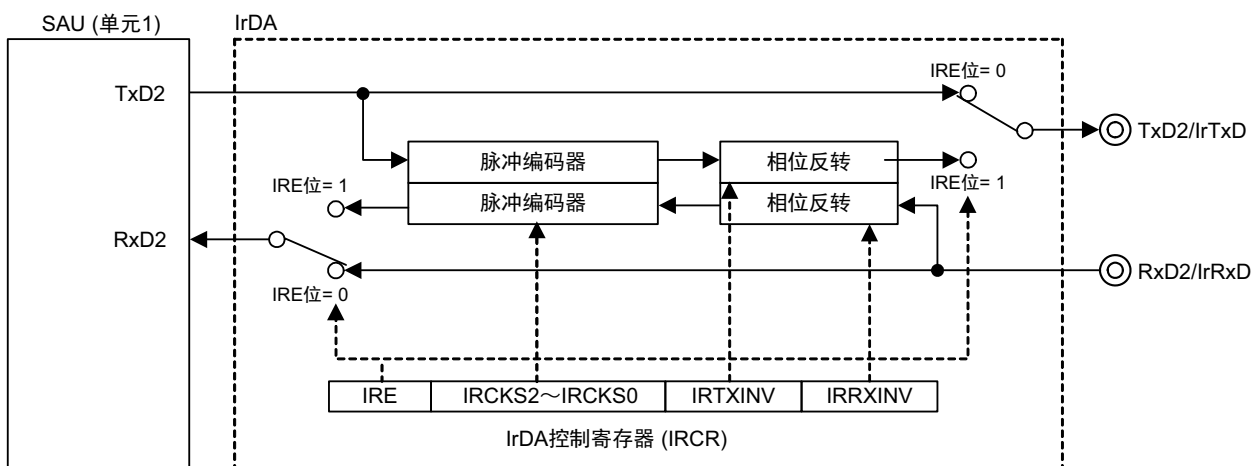 SAU (单元1)
IrDA
TxD2
IRE位= 0
TxD2/IrTxD
脉冲编码器
相位反转
IRE位= 1
IRE位= 1
脉冲编码器
相位反转
RxD2
IRE位= 0
RxD2/IrRxD
IRE
IRCKS2～IRCKS0
IRTXINV
IRRXINV
IrDA控制寄存器 (IRCR)